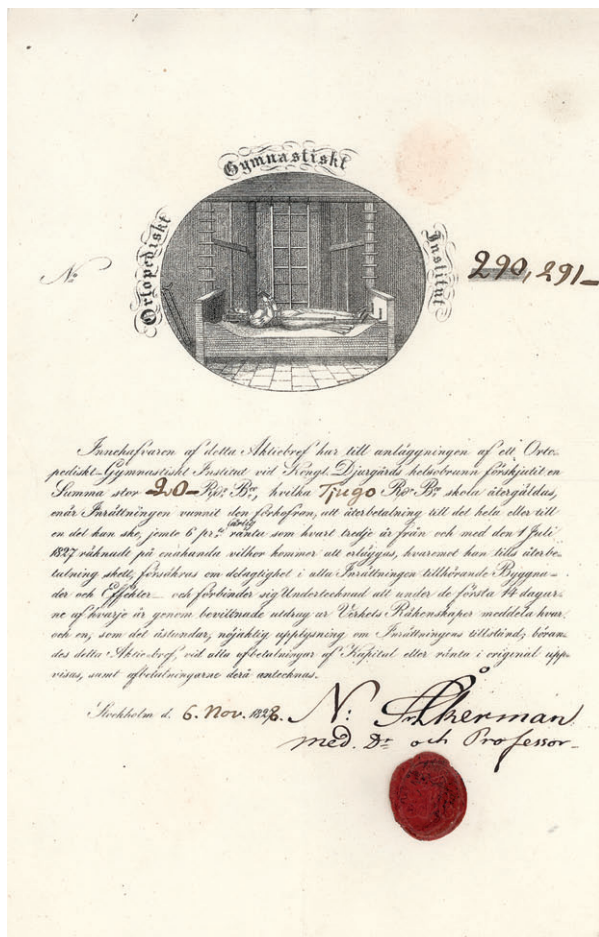 Ortopediskt Gymnastiskt Institut
No 290, 291 —
Innehafvaren af detta Aktiebref har till anläggningen af ett Orto-
pediskt-Gymnastiskt Institut vid Kongl. Djurgårds helsobrunn förskjutit en
Summa stor 20 — Rdr Bco, hvilka Tjugo Rdr Bco skola återgäldas,
enär Inrättningen vunnit den förkofran, att återbetalning till det hela eller till
en del kan ske, jemte 6 pr Ct årlig ränta som hvart tredje år från och med den 1 Juli
1827 räknadt på enahanda vilkor kommer att erläggas, hvaremot han tills återbe-
talning skett, försäkras om delagtighet i alla Inrättningen tillhörande Byggna-
der och Effekter — och förbinder sig Undertecknad att under de första 14 dagar-
ne af hvarje år genom bevittnade utdrag ur Verkets Räkenskaper meddela hvar
och en, som det åstundar, nöjaktig upplysning om Inrättningens tillstånd; böran-
des detta Aktiebref, vid alla afbetalningar af Kapital eller ränta i original upp-
visas, samt afbetalningarne derå antecknas.
Stockholm d. 6. Nov. 1828. N: Åkerman
med. Dr och Professor —